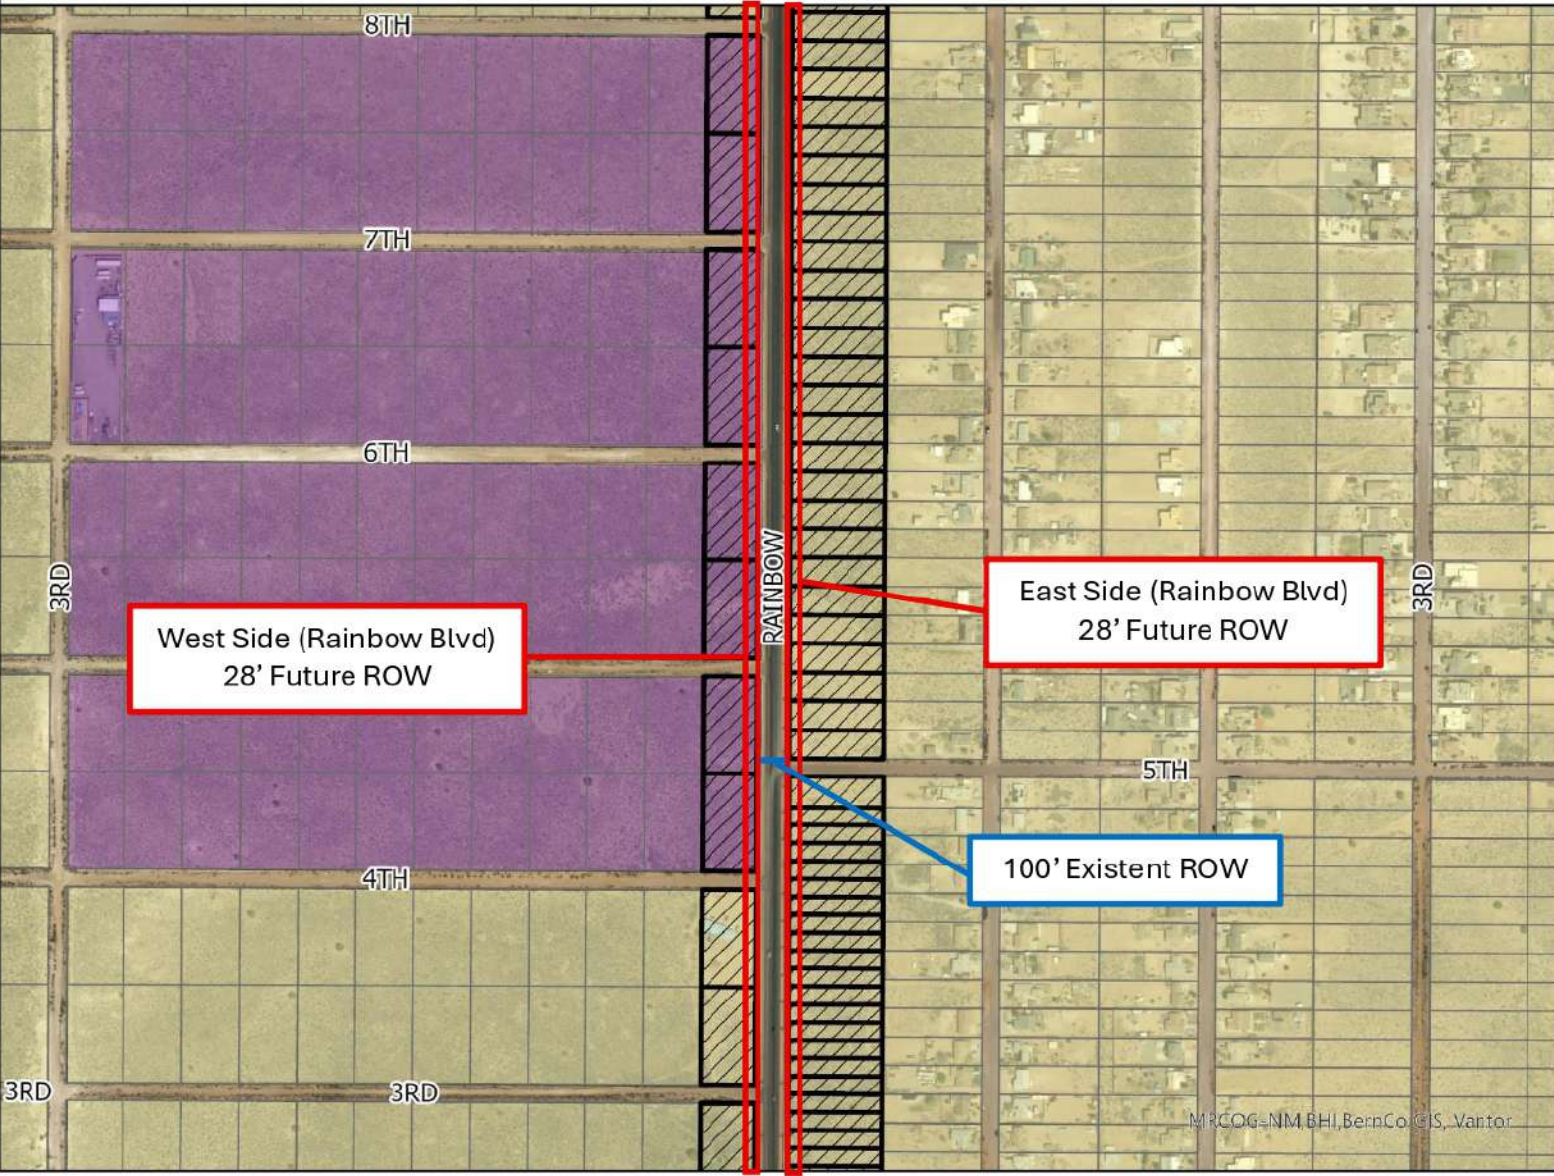 8TH
7TH
6TH
3RD
RAINBOW
3RD
East Side (Rainbow Blvd)
28' Future ROW
West Side (Rainbow Blvd)
28' Future ROW
5TH
100' Existent ROW
4TH
3RD
3RD
MRCOG-NM, BHI, BernCo GIS, Vantor